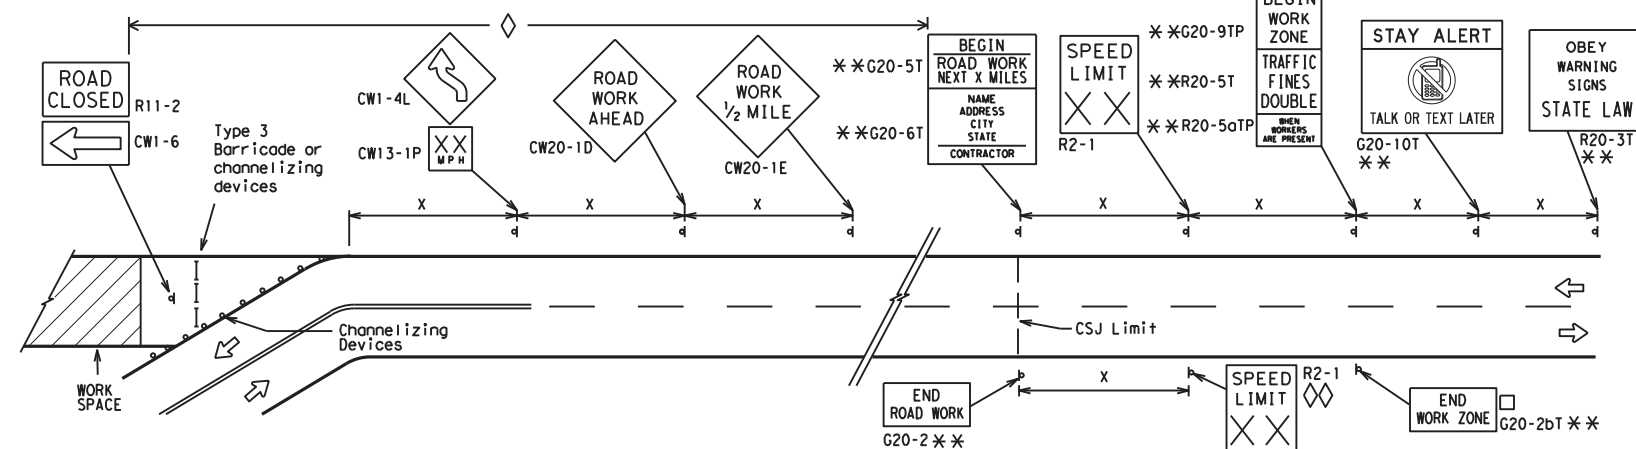 ROAD
CLOSED
R11-2
CW1-6
Type 3
Barricade or
channelizing
devices
CW1-4L
XX
MPH
CW13-1P
ROAD
WORK
AHEAD
CW20-1D
ROAD
WORK
1/2 MILE
CW20-1E
* *G20-5T
* *G20-6T
BEGIN
ROAD WORK
NEXT X MILES
NAME
ADDRESS
CITY
STATE
CONTRACTOR
SPEED
LIMIT
X X
R2-1
* *G20-9TP
* *R20-5T
* *R20-5aTP
BEGIN
WORK
ZONE
TRAFFIC
FINES
DOUBLE
WHEN
WORKERS
ARE PRESENT
STAY ALERT
TALK OR TEXT LATER
G20-10T
* *
OBEY
WARNING
SIGNS
STATE LAW
R20-3T
* *
X
X
X
X
X
X
X
Channelizing
Devices
CSJ Limit
WORK
SPACE
END
ROAD WORK
G20-2 * *
X
SPEED
LIMIT
X X
R2-1
END
WORK ZONE
G20-2bT * *